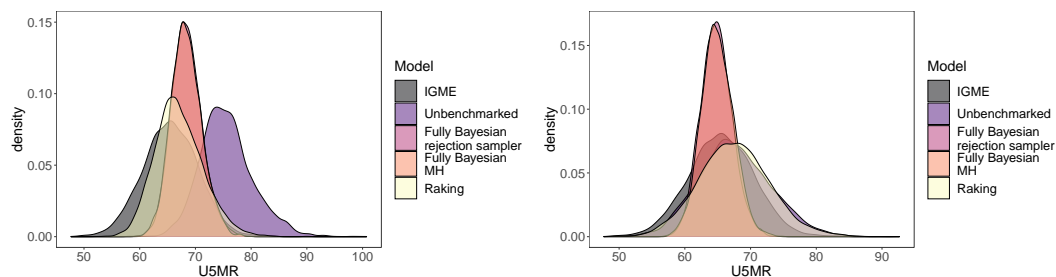 0.15
0.10
0.05
0.00
density
50
60
70
80
90
100
U5MR
Model
IGME
Unbenchmarked
Fully Bayesian
rejection sampler
Fully Bayesian
MH
Raking
0.15
0.10
0.05
0.00
density
50
60
70
80
90
U5MR
Model
IGME
Unbenchmarked
Fully Bayesian
rejection sampler
Fully Bayesian
MH
Raking